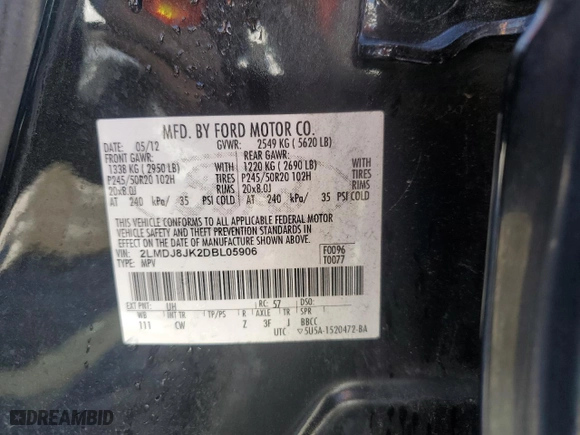 MFD. BY FORD MOTOR CO.
DATE: 05/12 GVWR: 2549 KG ( 5620 LB)
FRONT GAWR: REAR GAWR:
1338 KG ( 2950 LB) WITH 1220 KG ( 2690 LB) WITH
P245/50R20 102H TIRES P245/50R20 102H TIRES
20x8.0J RIMS 20x8.0J RIMS
AT 240 kPa/ 35 PSI COLD AT 240 kPa/ 35 PSI COLD
THIS VEHICLE CONFORMS TO ALL APPLICABLE FEDERAL MOTOR
VEHICLE SAFETY AND THEFT PREVENTION STANDARDS IN
EFFECT ON THE DATE OF MANUFACTURE SHOWN ABOVE.
VIN: 2LMDJ8JK2DBL05906 F0096
TYPE: MPV T0077
EXT PNT: UH RC: 57 DSO:
WB INT TR TP/PS R AXLE TR SPR
111 CW Z 3F J BBCC
UTC 5U5A-1520472-BA
DREAMBID